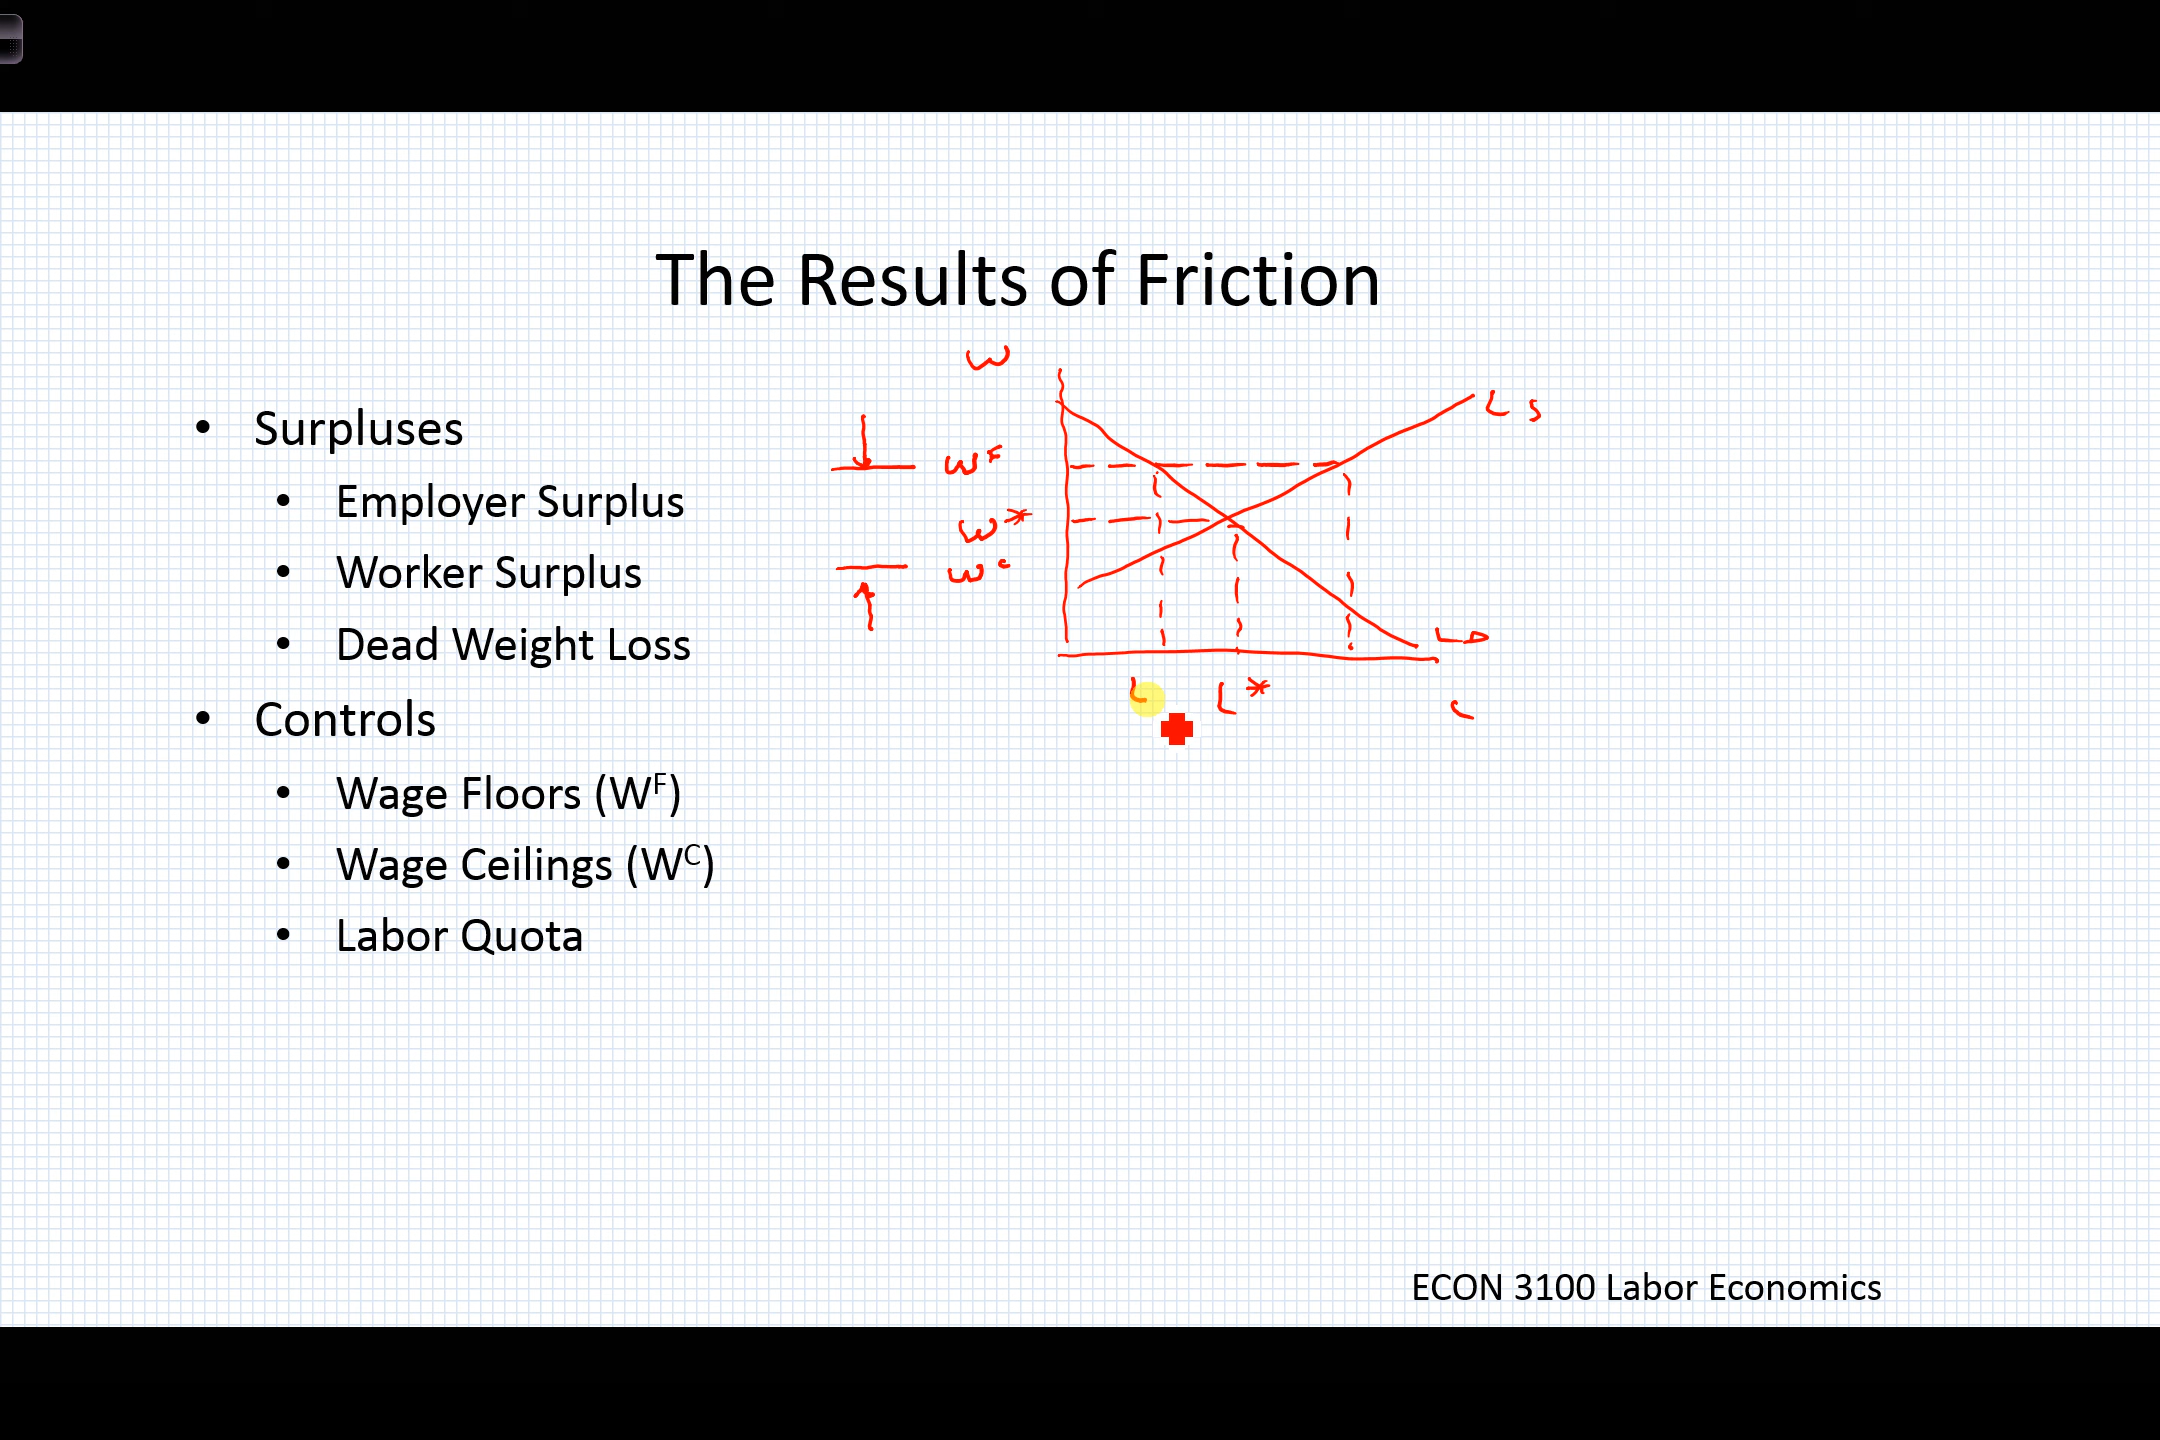 The Results of Friction
• Surpluses
• Employer Surplus
• Worker Surplus
• Dead Weight Loss
• Controls
• Wage Floors (W^F)
• Wage Ceilings (W^C)
• Labor Quota
W
W^F
W*
W^C
LS
LD
L
L*
L
ECON 3100 Labor Economics